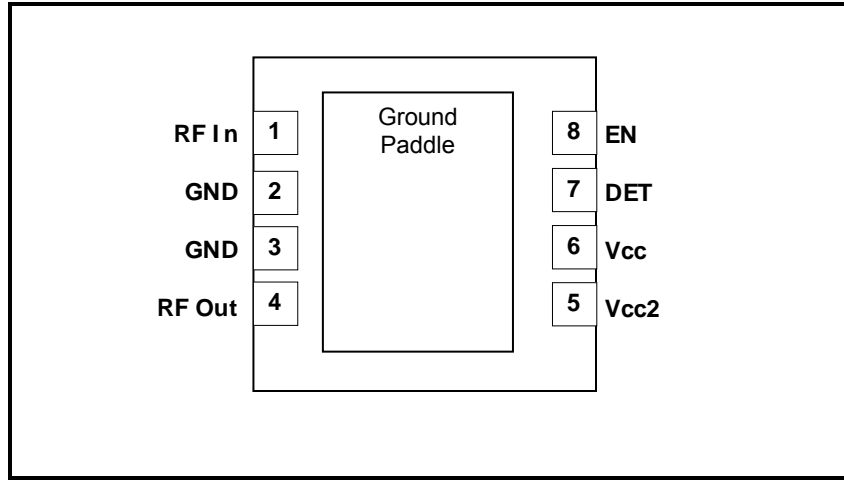 Ground
Paddle
RF In 1
GND 2
GND 3
RF Out 4
8 EN
7 DET
6 Vcc
5 Vcc2